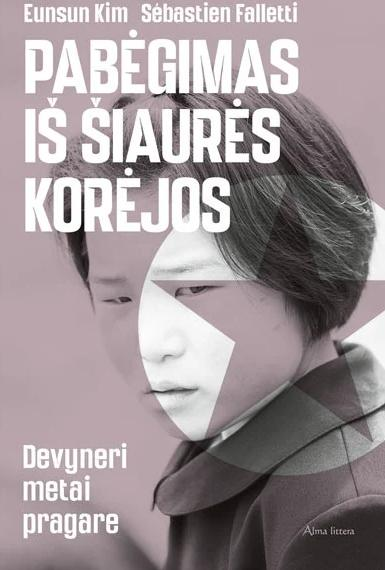 Eunsun Kim Sébastien Falletti
PABĖGIMAS
IŠ ŠIAURĖS
KORĖJOS
Devyneri
metai
pragare
Alma littera